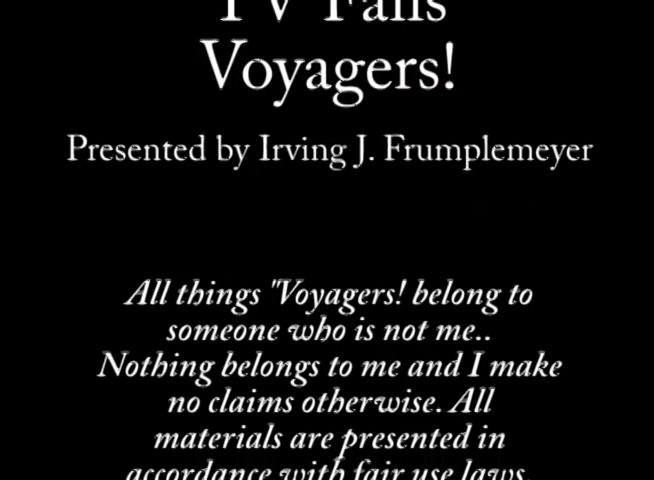 TV Fails
Voyagers!
Presented by Irving J. Frumplemeyer
All things "Voyagers! belong to
someone who is not me..
Nothing belongs to me and I make
no claims otherwise. All
materials are presented in
accordance with fair use laws